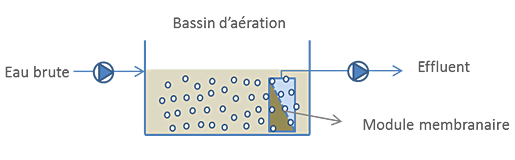 Bassin d’aération
Eau brute
Effluent
Module membranaire